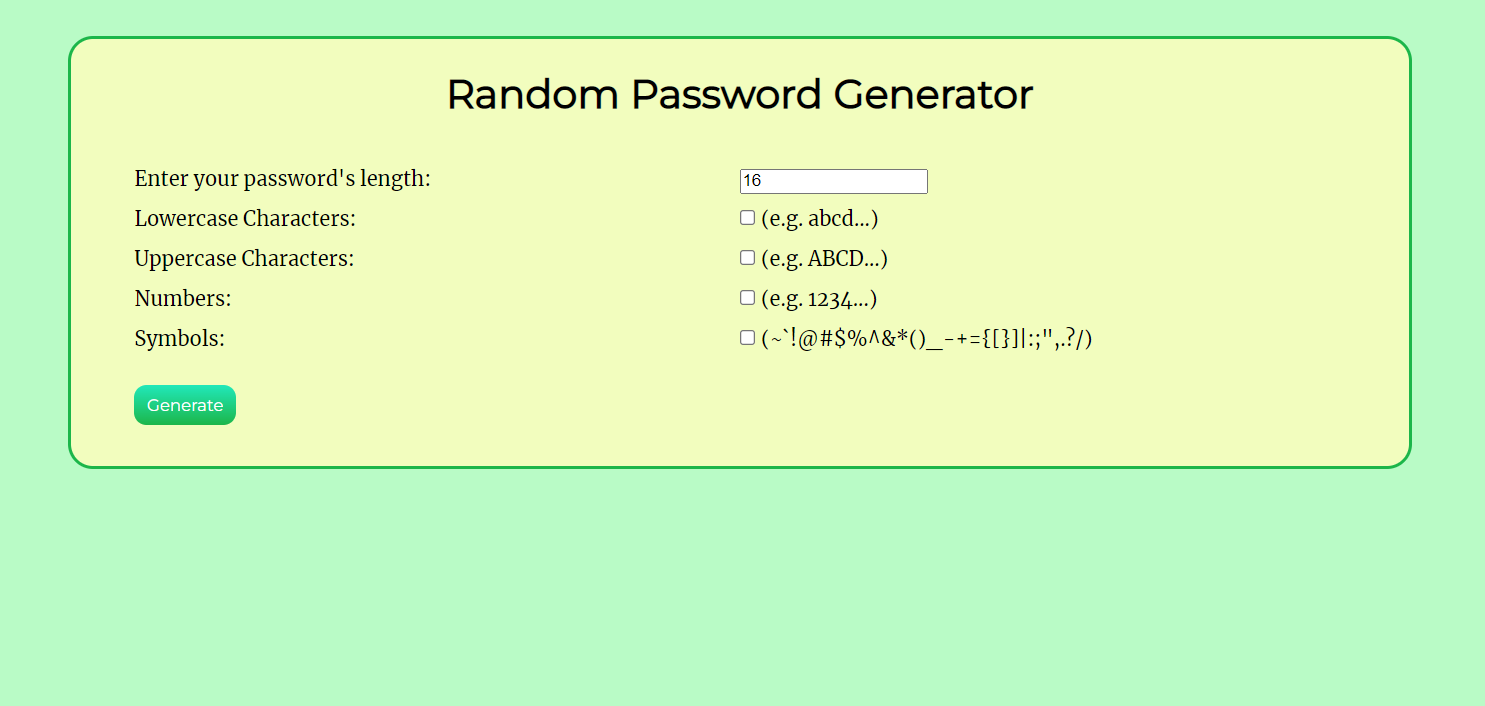 Random Password Generator
Enter your password's length: 16
Lowercase Characters: (e.g. abcd...)
Uppercase Characters: (e.g. ABCD...)
Numbers: (e.g. 1234...)
Symbols: (~`!@#$%^&*()_-+={[}]|:;",.?/)
Generate